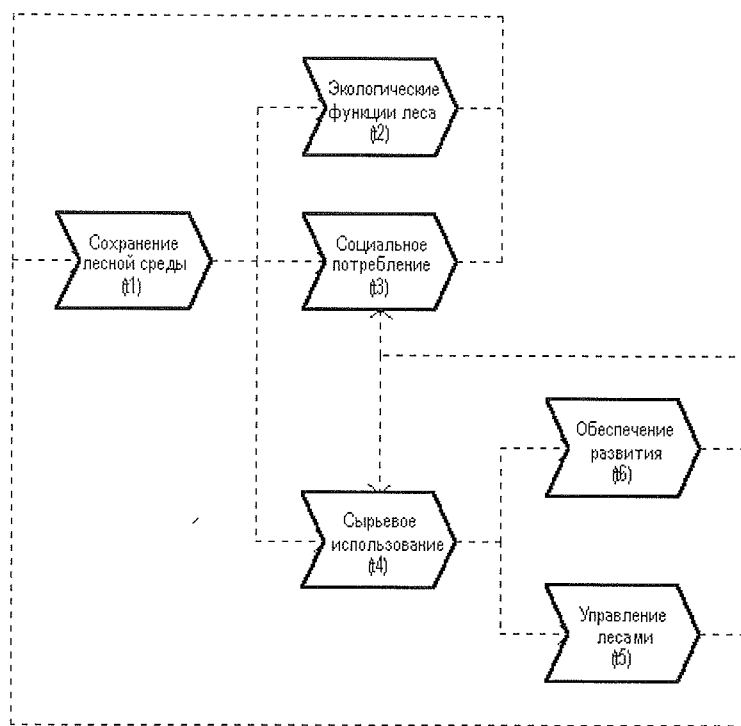 Экологические
функции леса
(t2)
Сохранение
лесной среды
(t1)
Социальное
потребление
(t3)
Обеспечение
развития
(t6)
Сырьевое
использование
(t4)
Управление
лесами
(t5)